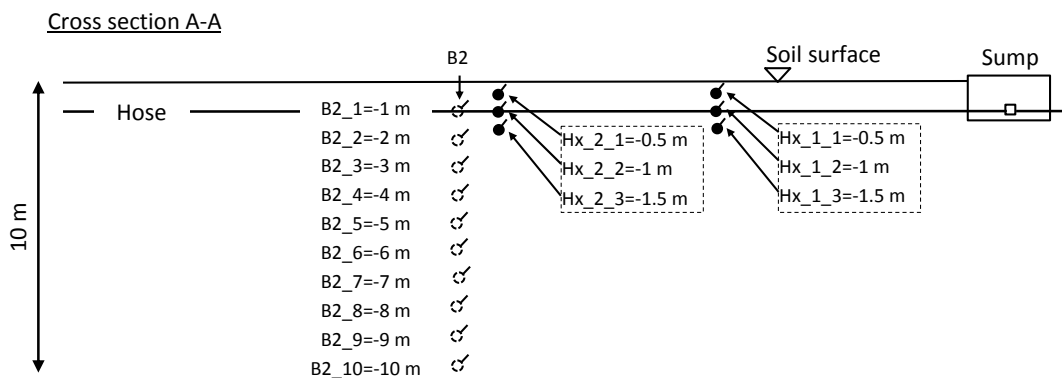 Cross section A-A
B2
Soil surface
Sump
Hose
B2_1=-1 m
B2_2=-2 m
B2_3=-3 m
B2_4=-4 m
B2_5=-5 m
B2_6=-6 m
B2_7=-7 m
B2_8=-8 m
B2_9=-9 m
B2_10=-10 m
Hx_2_1=-0.5 m
Hx_2_2=-1 m
Hx_2_3=-1.5 m
Hx_1_1=-0.5 m
Hx_1_2=-1 m
Hx_1_3=-1.5 m
10 m